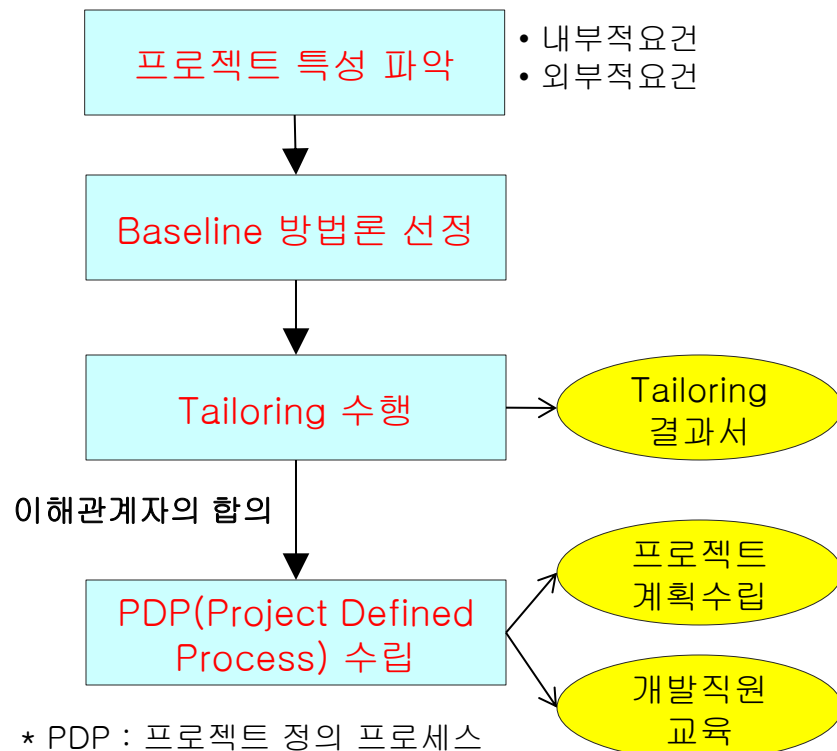 프로젝트 특성 파악
• 내부적요건
• 외부적요건
Baseline 방법론 선정
Tailoring 수행
Tailoring
결과서
이해관계자의 합의
PDP(Project Defined
Process) 수립
프로젝트
계획수립
개발직원
교육
* PDP : 프로젝트 정의 프로세스